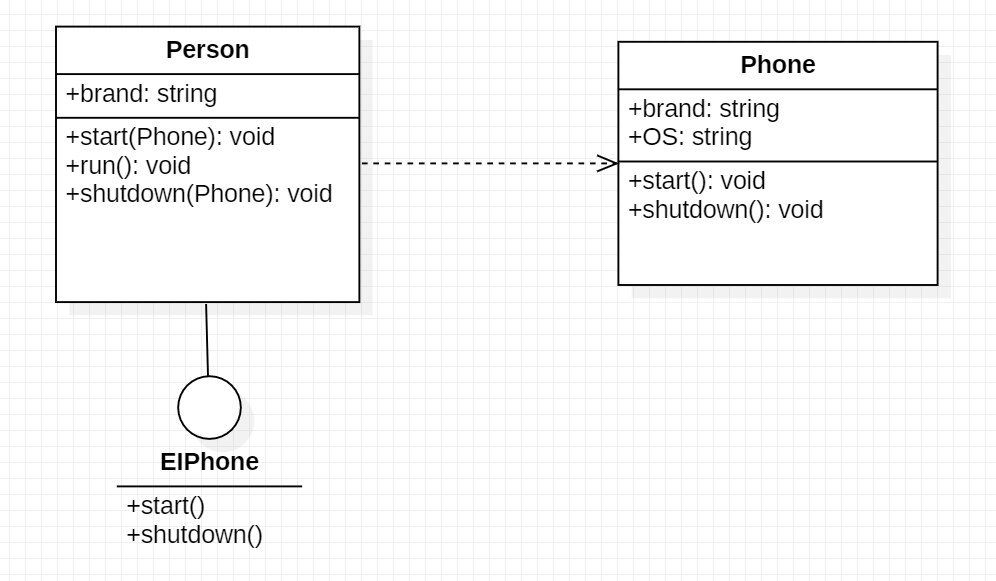 Person
+brand: string
+start(Phone): void
+run(): void
+shutdown(Phone): void
Phone
+brand: string
+OS: string
+start(): void
+shutdown(): void
EIPhone
+start()
+shutdown()